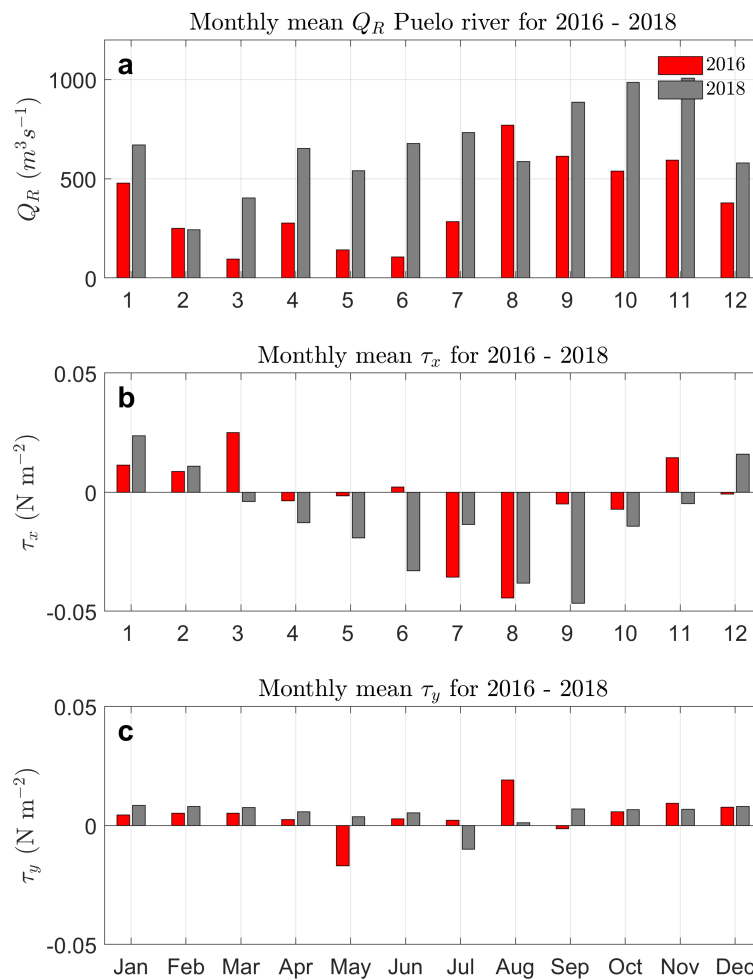 Monthly mean Q_R Puelo river for 2016 - 2018
a
2016
2018
1000
500
0
Q_R (m³s⁻¹)
1 2 3 4 5 6 7 8 9 10 11 12
Monthly mean τ_x for 2016 - 2018
b
0.05
0
-0.05
τ_x (N m⁻²)
1 2 3 4 5 6 7 8 9 10 11 12
Monthly mean τ_y for 2016 - 2018
c
0.05
0
-0.05
τ_y (N m⁻²)
Jan Feb Mar Apr May Jun Jul Aug Sep Oct Nov Dec